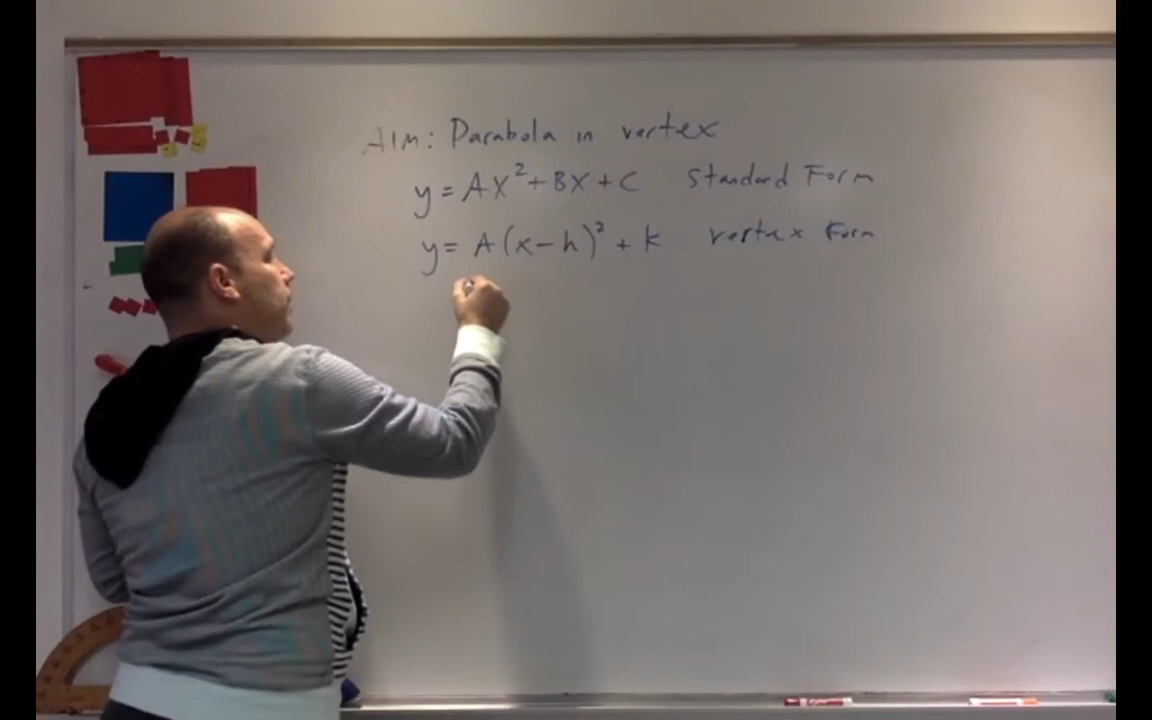 AIM: Parabola in vertex
y = Ax² + Bx + C Standard Form
y = A(x-h)² + k vertex Form